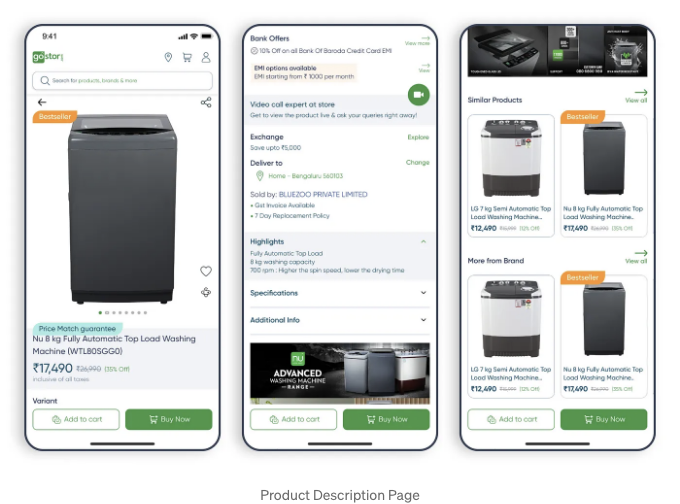 9:41
gostor
Search for products, brands & more
Bestseller
Price Match guarantee
Nu 8 kg Fully Automatic Top Load Washing
Machine (WTL80SGG0)
₹17,490 ₹26,990 (35% Off)
inclusive of all taxes
Variant
Add to cart
Buy Now
Bank Offers
View more
10% Off on all Bank Of Baroda Credit Card EMI
EMI options available
EMI starting from ₹ 1000 per month
View
Video call expert at store
Get to view the product live & ask your queries right away!
Exchange
Explore
Save upto ₹5,000
Deliver to
Change
Home - Bengaluru 560103
Sold by: BLUEZOO PRIVATE LIMITED
• Gst Invoice Available
• 7 Day Replacement Policy
Highlights
Fully Automatic Top Load
8 kg washing capacity
700 rpm : Higher the spin speed, lower the drying time
Specifications
Additional Info
nu
ADVANCED
WASHING MACHINE
RANGE
Add to cart
Buy Now
SUPPORT
Similar Products
View all
Bestseller
LG 7 kg Semi Automatic Top
Load Washing Machine..
₹12,490 (12% Off)
Nu 8 kg Fully Automatic Top
Load Washing Machine..
₹17,490 ₹26,990 (35% Off)
More from Brand
View all
Bestseller
LG 7 kg Semi Automatic Top
Load Washing Machine..
₹12,490 (12% Off)
Nu 8 kg Fully Automatic Top
Load Washing Machine..
₹17,490 ₹26,990 (35% Off)
Add to cart
Buy Now
Product Description Page